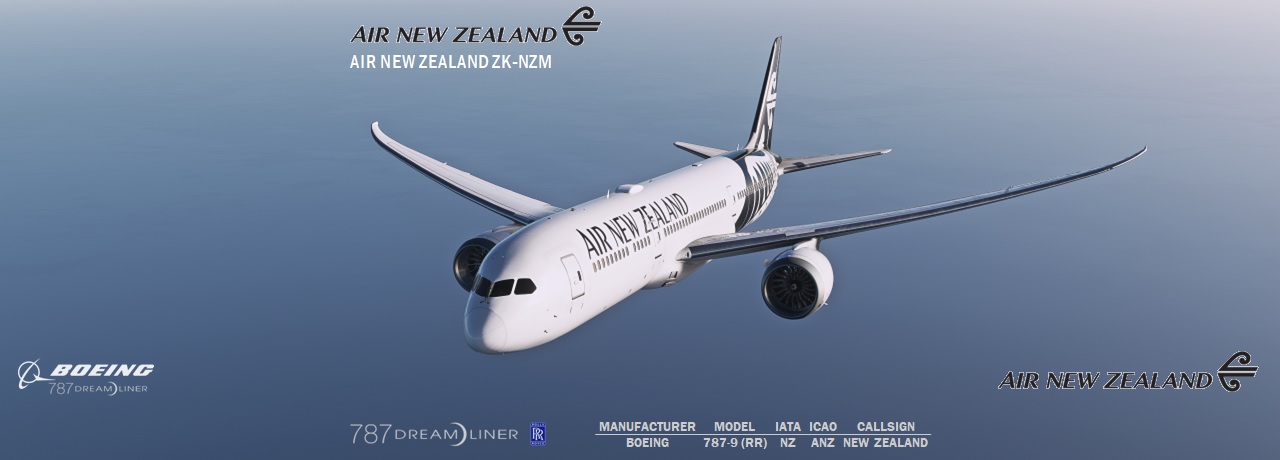 AIR NEW ZEALAND
AIR NEW ZEALAND ZK-NZM
AIR NEW ZEALAND
BOEING
787 DREAMLINER
AIR NEW ZEALAND
787 DREAMLINER
MANUFACTURER MODEL IATA ICAO CALLSIGN
BOEING 787-9 (RR) NZ ANZ NEW ZEALAND